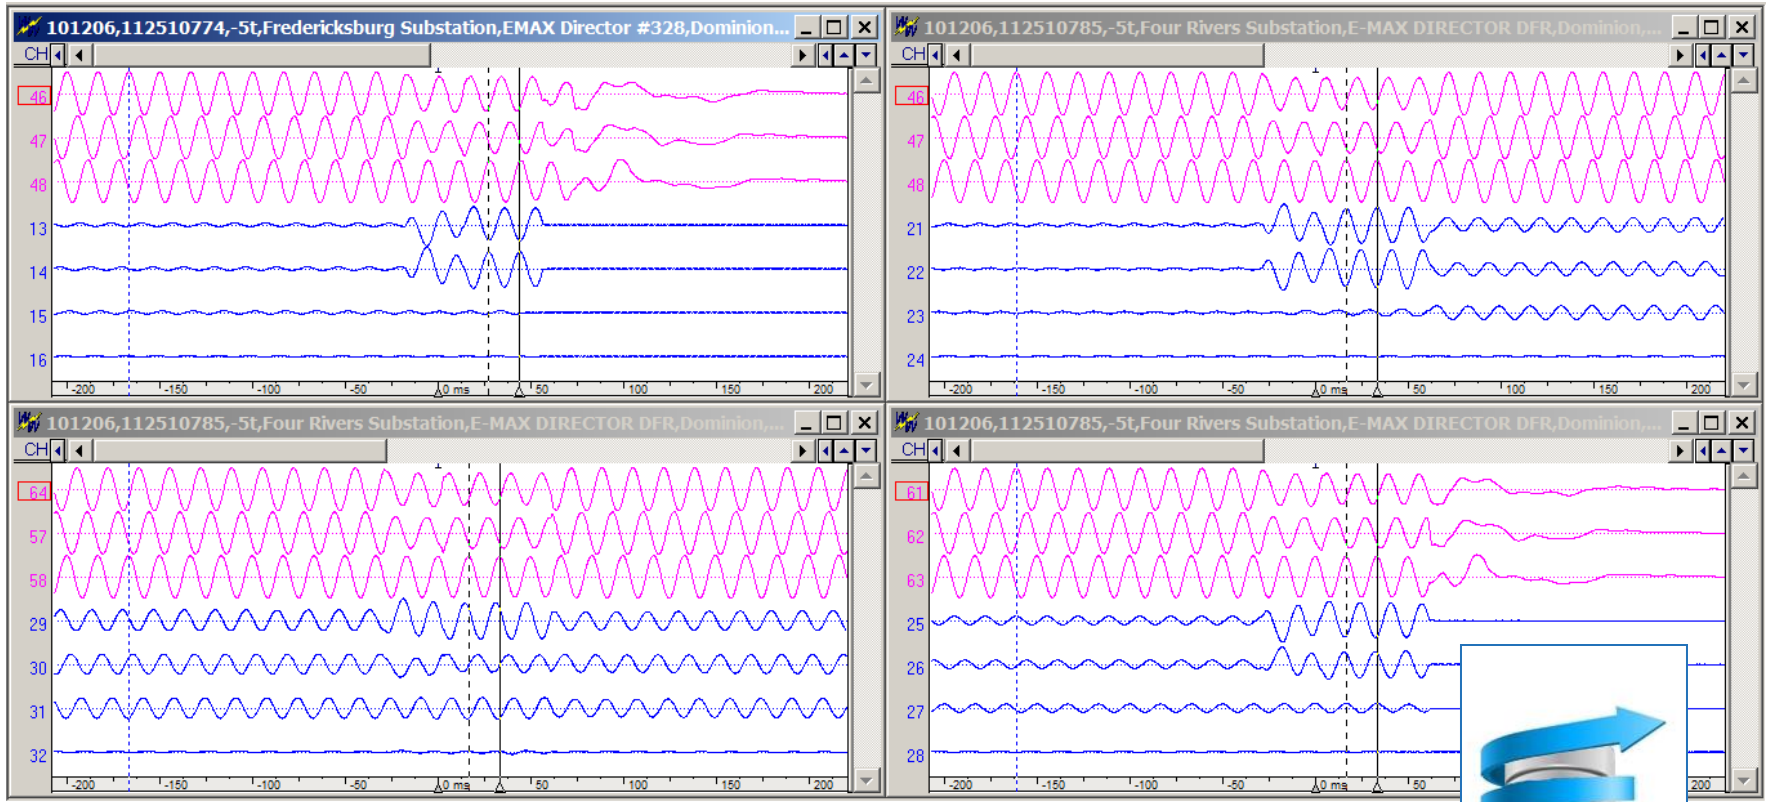 101206,112510774,-5t,Fredericksburg Substation,EMAX Director #328,Dominion...
CH
46
47
48
13
14
15
16
-200 -150 -100 -50 0 ms 50 100 150 200
101206,112510785,-5t,Four Rivers Substation,E-MAX DIRECTOR DFR,Dominion,...
CH
46
47
48
21
22
23
24
-200 -150 -100 -50 0 ms 50 100 150 200
101206,112510785,-5t,Four Rivers Substation,E-MAX DIRECTOR DFR,Dominion,...
CH
64
57
58
29
30
31
32
-200 -150 -100 -50 0 ms 50 100 150 200
101206,112510785,-5t,Four Rivers Substation,E-MAX DIRECTOR DFR,Dominion,...
CH
61
62
63
25
26
27
28
-200 -150 -100 -50 0 ms 50 200